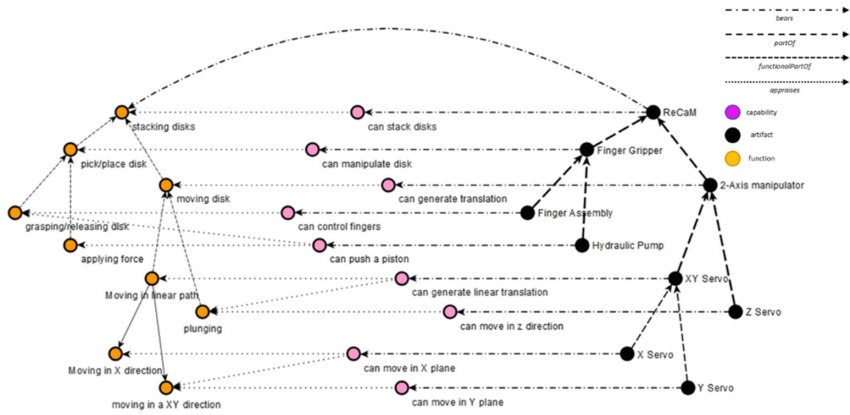 bears
partOf
functionalPartOf
appraises
capability
artifact
function
stacking disks
can stack disks
ReCaM
pick/place disk
can manipulate disk
Finger Gripper
moving disk
can generate translation
2-Axis manipulator
grasping/releasing disk
can control fingers
Finger Assembly
applying force
can push a piston
Hydraulic Pump
Moving in linear path
can generate linear translation
XY Servo
plunging
can move in z direction
Z Servo
Moving in X direction
can move in X plane
X Servo
moving in a XY direction
can move in Y plane
Y Servo